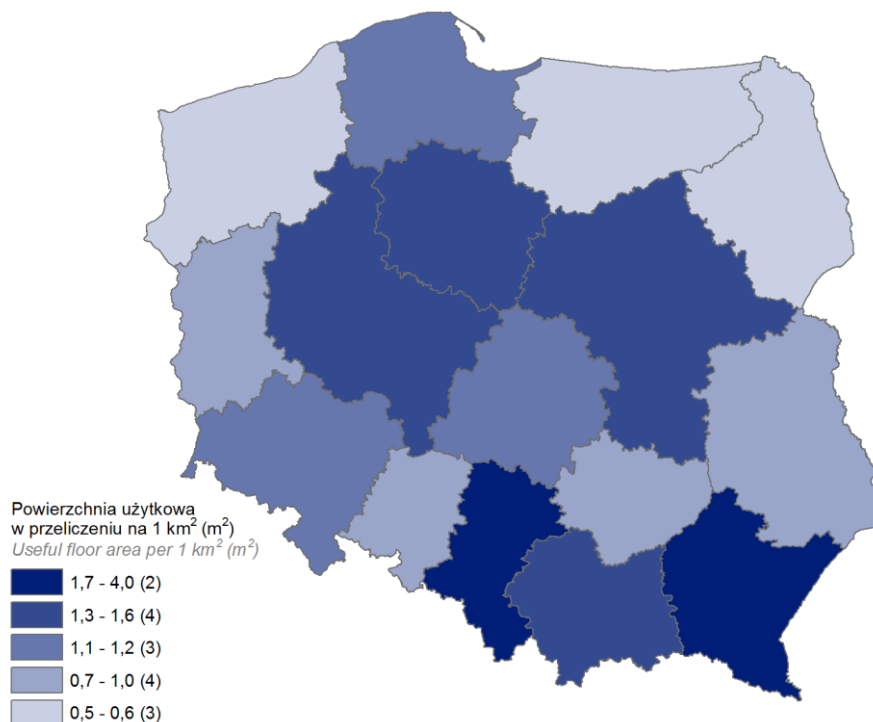 Powierzchnia użytkowa
w przeliczeniu na 1 km² (m²)
Useful floor area per 1 km² (m²)
1,7 - 4,0 (2)
1,3 - 1,6 (4)
1,1 - 1,2 (3)
0,7 - 1,0 (4)
0,5 - 0,6 (3)